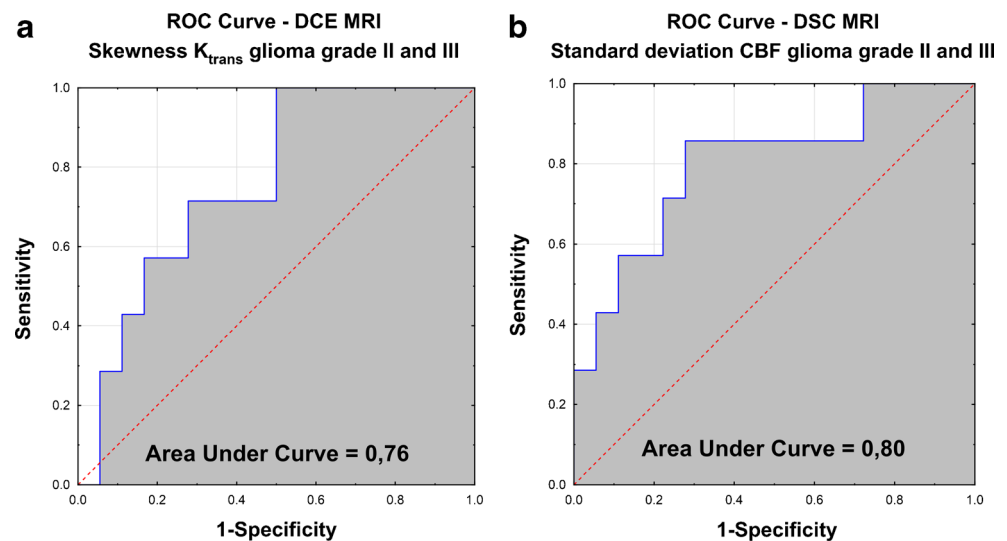 a
ROC Curve - DCE MRI
Skewness Ktrans glioma grade II and III
1.0
0.8
0.6
0.4
0.2
0.0
Sensitivity
Area Under Curve = 0,76
0.0 0.2 0.4 0.6 0.8 1.0
1-Specificity
b
ROC Curve - DSC MRI
Standard deviation CBF glioma grade II and III
1.0
0.8
0.6
0.4
0.2
0.0
Sensitivity
Area Under Curve = 0,80
0.0 0.2 0.4 0.6 0.8 1.0
1-Specificity